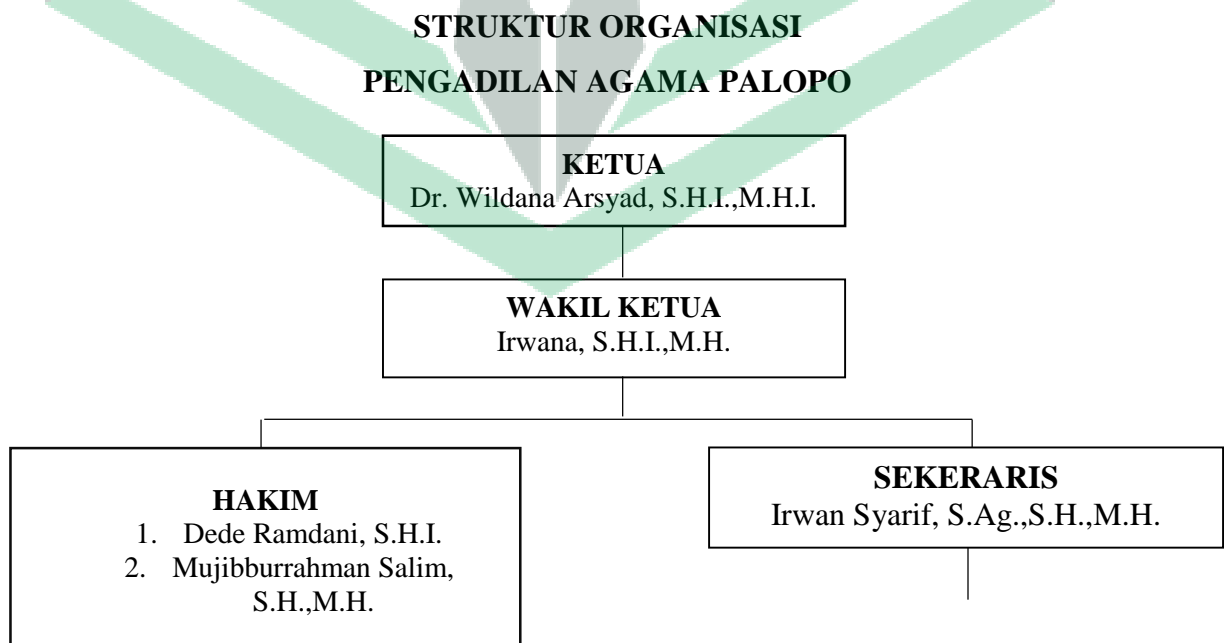 STRUKTUR ORGANISASI
PENGADILAN AGAMA PALOPO
KETUA
Dr. Wildana Arsyad, S.H.I.,M.H.I.
WAKIL KETUA
Irwana, S.H.I.,M.H.
HAKIM
1. Dede Ramdani, S.H.I.
2. Mujibburrahman Salim,
S.H.,M.H.
SEKERARIS
Irwan Syarif, S.Ag.,S.H.,M.H.